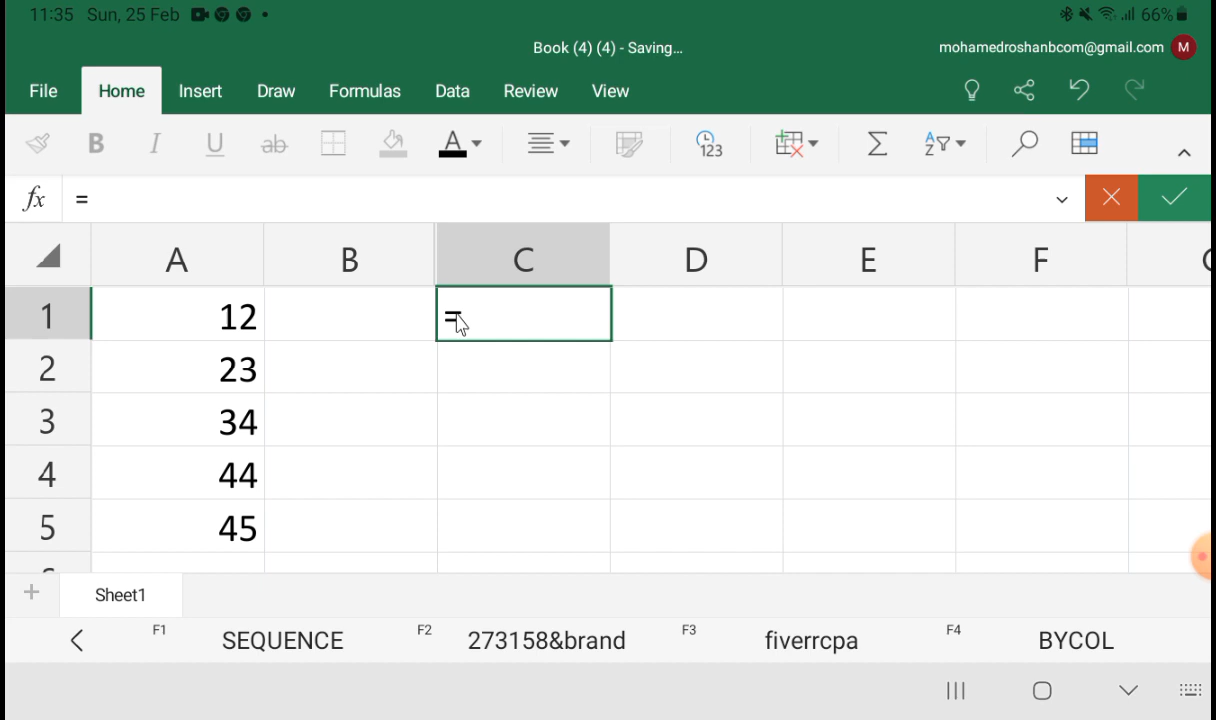 11:35 Sun, 25 Feb 66%
Book (4) (4) - Saving...
mohamedroshanbcom@gmail.com M
File Home Insert Draw Formulas Data Review View
B I U ab A 123 Σ A Z
fx =
A B C D E F
1 12 =
2 23
3 34
4 44
5 45
+ Sheet1
F1 SEQUENCE F2 273158&brand F3 fiverrcpa F4 BYCOL